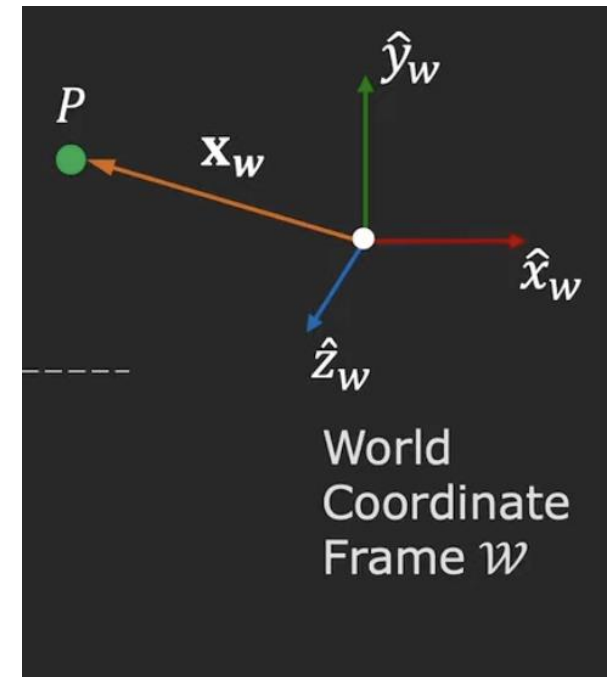 ŷ_w
P
𝐱_w
x̂_w
ẑ_w
World
Coordinate
Frame 𝒲